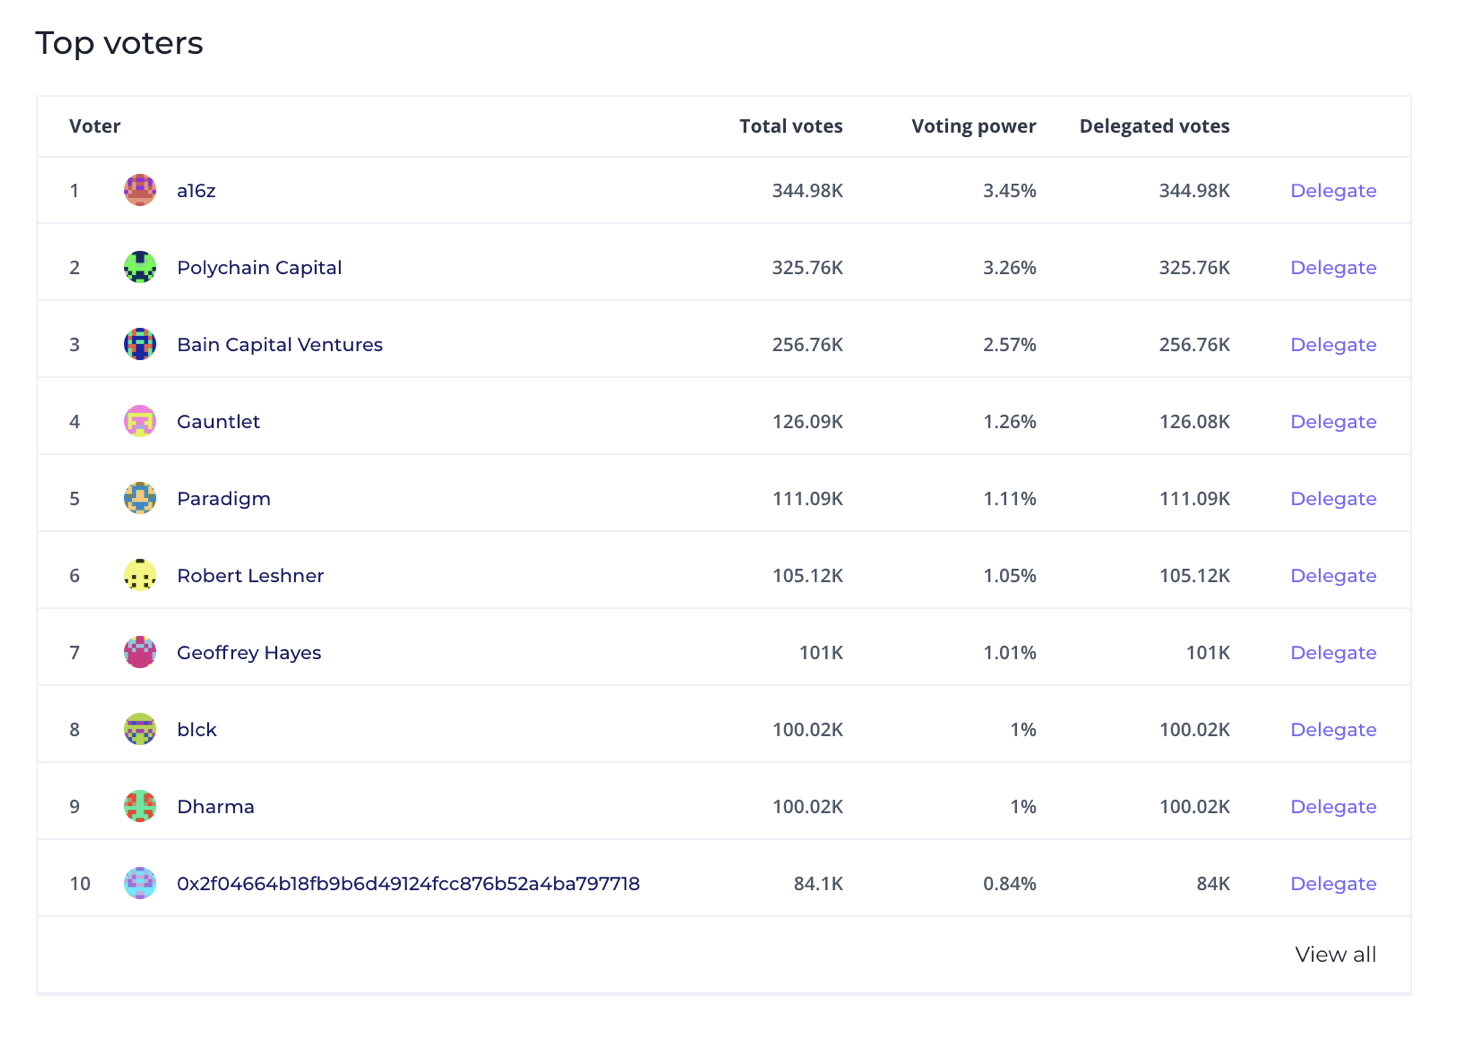 Top voters
Voter Total votes Voting power Delegated votes
1 a16z 344.98K 3.45% 344.98K Delegate
2 Polychain Capital 325.76K 3.26% 325.76K Delegate
3 Bain Capital Ventures 256.76K 2.57% 256.76K Delegate
4 Gauntlet 126.09K 1.26% 126.08K Delegate
5 Paradigm 111.09K 1.11% 111.09K Delegate
6 Robert Leshner 105.12K 1.05% 105.12K Delegate
7 Geoffrey Hayes 101K 1.01% 101K Delegate
8 blck 100.02K 1% 100.02K Delegate
9 Dharma 100.02K 1% 100.02K Delegate
10 0x2f04664b18fb9b6d49124fcc876b52a4ba797718 84.1K 0.84% 84K Delegate
View all